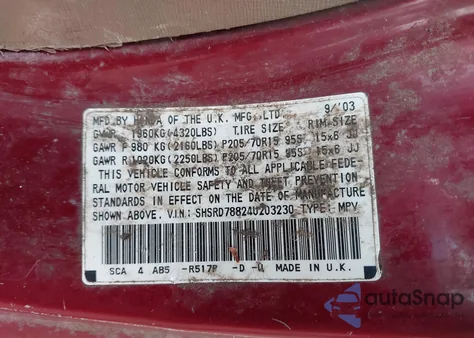 MFD.BY HONDA OF THE U.K. MFG.,LTD. 9/'03
GVWR 1960KG(4320LBS) TIRE SIZE RIM-SIZE
GAWR F 980 KG(2160LBS) P205/70R15 95S 15x6 JJ
GAWR R 1020KG(2250LBS) P205/70R15 95S 15x6 JJ
THIS VEHICLE CONFORMS TO ALL APPLICABLE FEDE-
RAL MOTOR VEHICLE SAFETY AND THEFT PREVENTION
STANDARDS IN EFFECT ON THE DATE OF MANUFACTURE
SHOWN ABOVE. V.I.N: SHSRD78824U203230 TYPE: MPV
SCA 4 AB5 -R517P -D - MADE IN U.K.
autaSnap